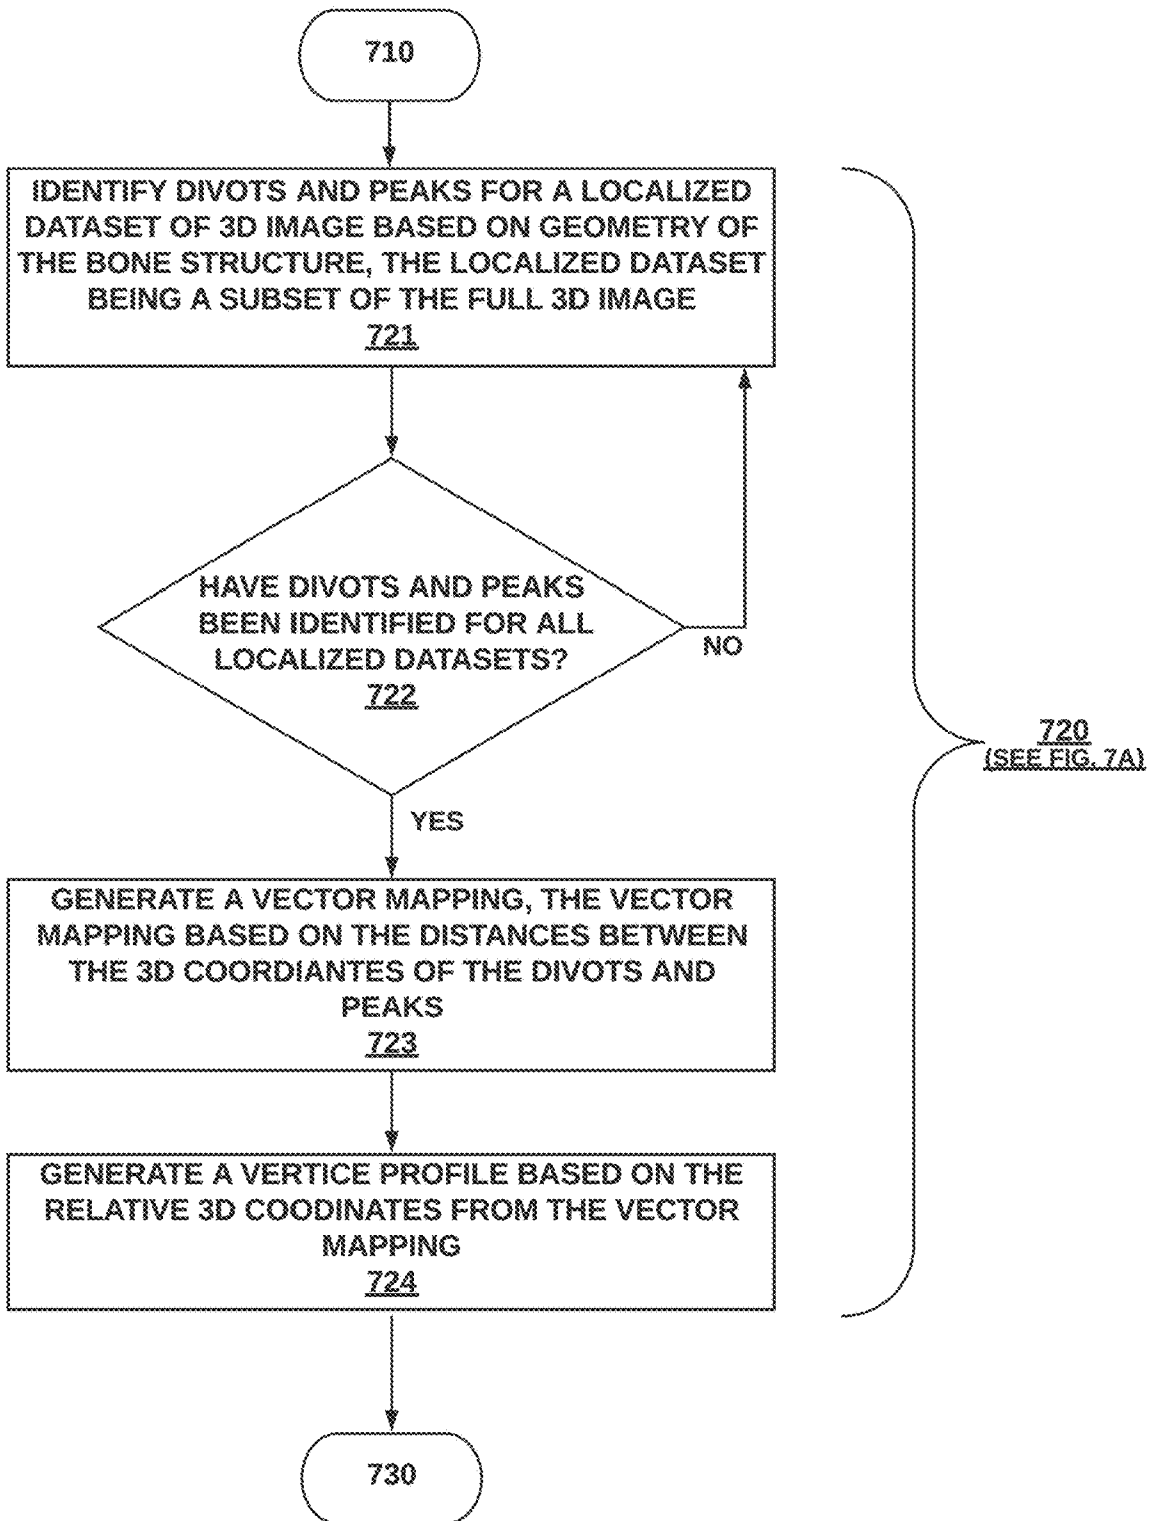 710
IDENTIFY DIVOTS AND PEAKS FOR A LOCALIZED
DATASET OF 3D IMAGE BASED ON GEOMETRY OF
THE BONE STRUCTURE, THE LOCALIZED DATASET
BEING A SUBSET OF THE FULL 3D IMAGE
721
HAVE DIVOTS AND PEAKS
BEEN IDENTIFIED FOR ALL
LOCALIZED DATASETS?
722
NO
YES
720
(SEE FIG. 7A)
GENERATE A VECTOR MAPPING, THE VECTOR
MAPPING BASED ON THE DISTANCES BETWEEN
THE 3D COORDIANTES OF THE DIVOTS AND
PEAKS
723
GENERATE A VERTICE PROFILE BASED ON THE
RELATIVE 3D COODINATES FROM THE VECTOR
MAPPING
724
730